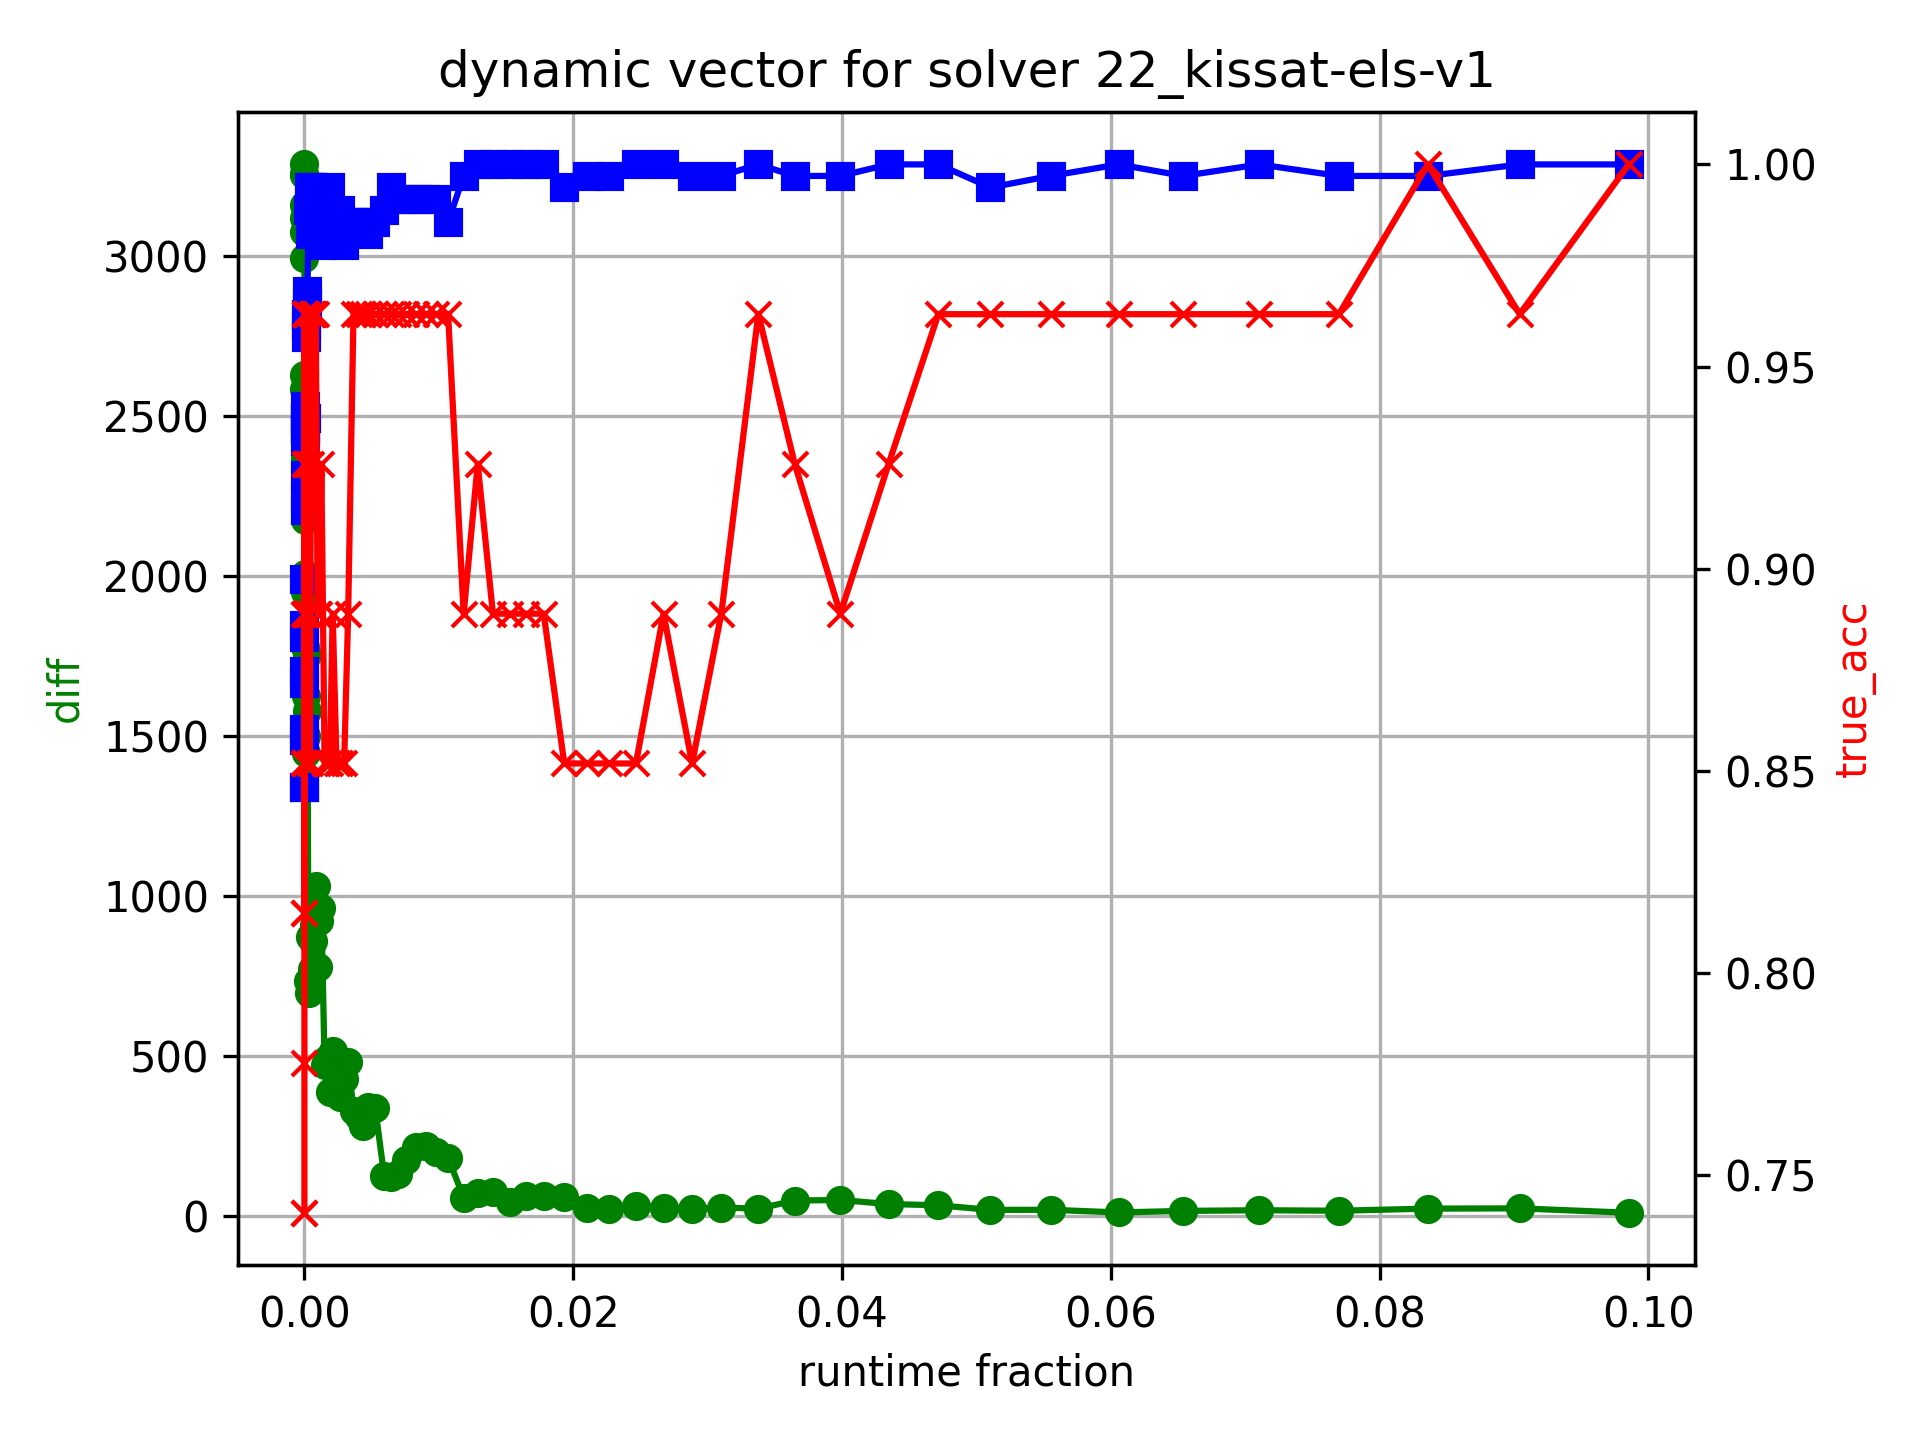 dynamic vector for solver 22_kissat-els-v1
3000
2500
2000
1500
1000
500
0
diff
1.00
0.95
0.90
0.85
0.80
0.75
true_acc
0.00 0.02 0.04 0.06 0.08 0.10
runtime fraction